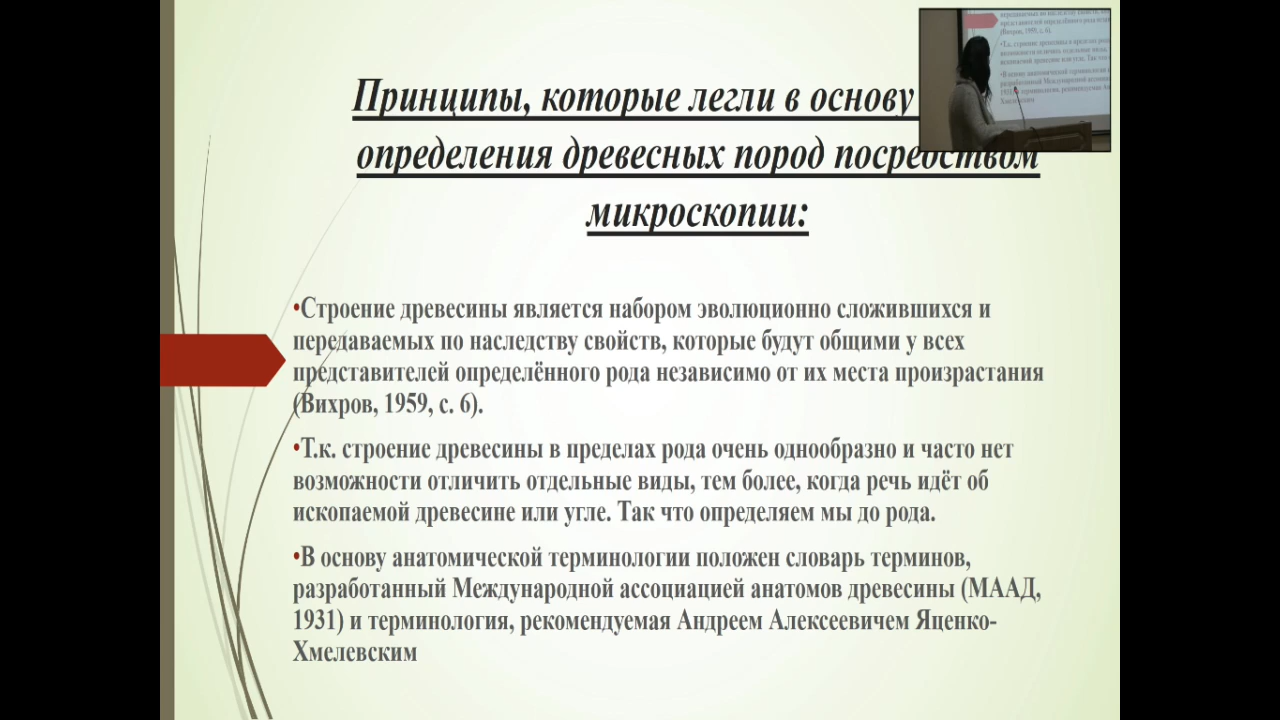 Принципы, которые легли в основу
определения древесных пород посредством
микроскопии:
•Строение древесины является набором эволюционно сложившихся и
передаваемых по наследству свойств, которые будут общими у всех
представителей определённого рода независимо от их места произрастания
(Вихров, 1959, с. 6).
•Т.к. строение древесины в пределах рода очень однообразно и часто нет
возможности отличить отдельные виды, тем более, когда речь идёт об
ископаемой древесине или угле. Так что определяем мы до рода.
•В основу анатомической терминологии положен словарь терминов,
разработанный Международной ассоциацией анатомов древесины (МААД,
1931) и терминология, рекомендуемая Андреем Алексеевичем Яценко-
Хмелевским